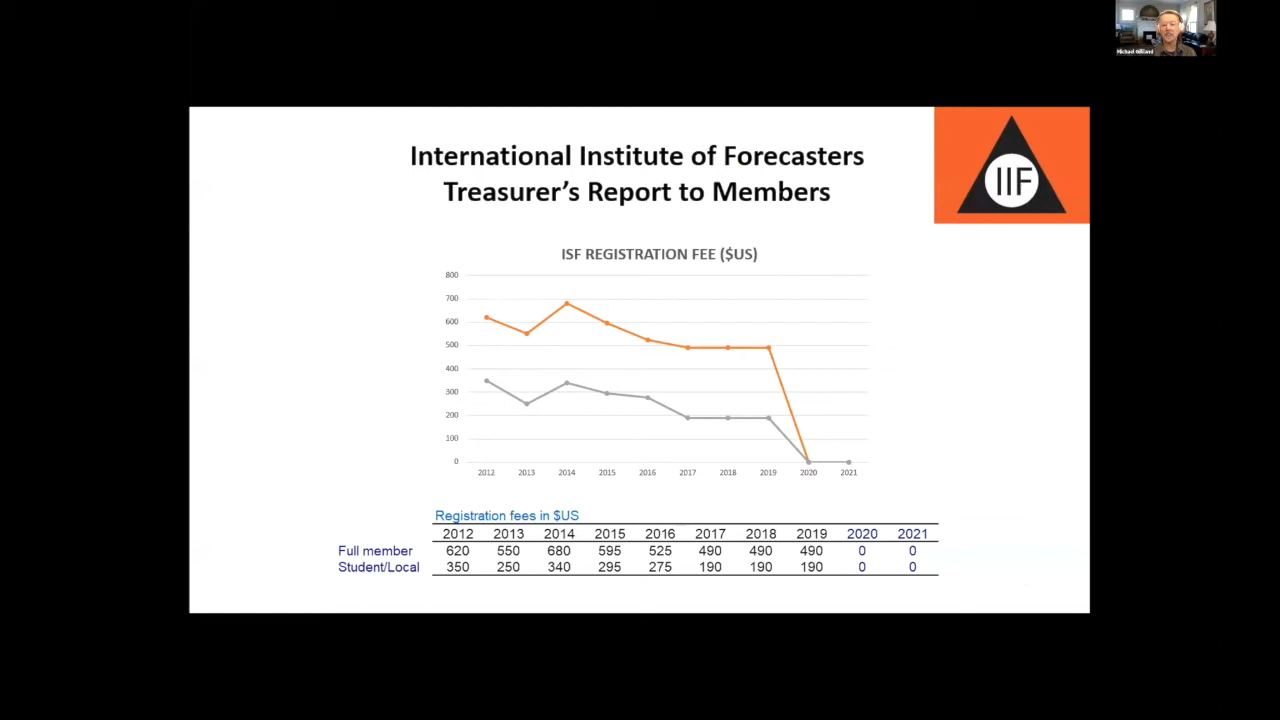 Michael Gilliland
International Institute of Forecasters
Treasurer's Report to Members
IIF
ISF REGISTRATION FEE ($US)
800
700
600
500
400
300
200
100
0
2012 2013 2014 2015 2016 2017 2018 2019 2020 2021
Registration fees in $US
2012 2013 2014 2015 2016 2017 2018 2019 2020 2021
Full member 620 550 680 595 525 490 490 490 0 0
Student/Local 350 250 340 295 275 190 190 190 0 0